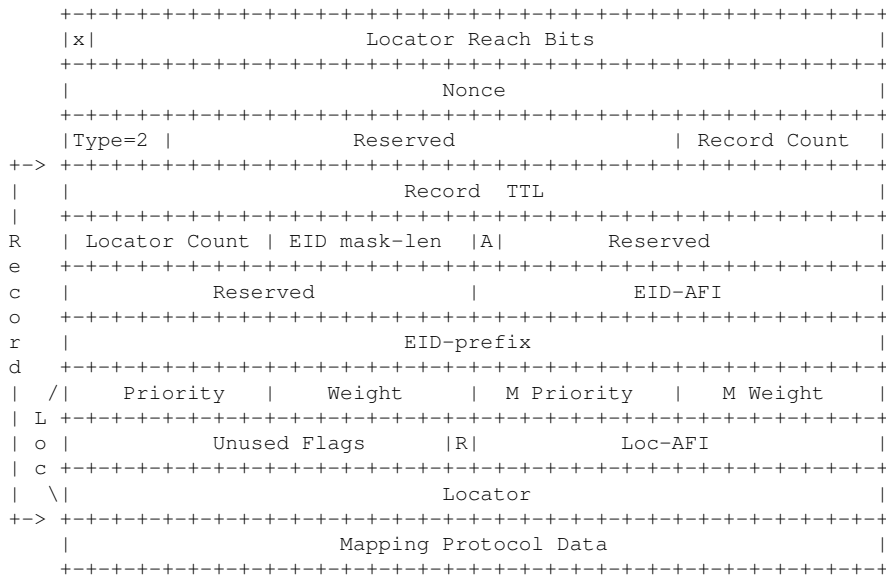 +-+-+-+-+-+-+-+-+-+-+-+-+-+-+-+-+-+-+-+-+-+-+-+-+-+-+-+-+-+-+-+-+
    |x|                     Locator Reach Bits                      |
    +-+-+-+-+-+-+-+-+-+-+-+-+-+-+-+-+-+-+-+-+-+-+-+-+-+-+-+-+-+-+-+-+
    |                             Nonce                             |
    +-+-+-+-+-+-+-+-+-+-+-+-+-+-+-+-+-+-+-+-+-+-+-+-+-+-+-+-+-+-+-+-+
    |Type=2 |              Reserved                 | Record Count  |
+-> +-+-+-+-+-+-+-+-+-+-+-+-+-+-+-+-+-+-+-+-+-+-+-+-+-+-+-+-+-+-+-+-+
|   |                          Record  TTL                          |
|   +-+-+-+-+-+-+-+-+-+-+-+-+-+-+-+-+-+-+-+-+-+-+-+-+-+-+-+-+-+-+-+-+
R   | Locator Count | EID mask-len  |A|        Reserved             |
e   +-+-+-+-+-+-+-+-+-+-+-+-+-+-+-+-+-+-+-+-+-+-+-+-+-+-+-+-+-+-+-+-+
c   |           Reserved            |            EID-AFI            |
o   +-+-+-+-+-+-+-+-+-+-+-+-+-+-+-+-+-+-+-+-+-+-+-+-+-+-+-+-+-+-+-+-+
r   |                          EID-prefix                           |
d   +-+-+-+-+-+-+-+-+-+-+-+-+-+-+-+-+-+-+-+-+-+-+-+-+-+-+-+-+-+-+-+-+
|  /|    Priority   |    Weight     |  M Priority   |   M Weight    |
| L +-+-+-+-+-+-+-+-+-+-+-+-+-+-+-+-+-+-+-+-+-+-+-+-+-+-+-+-+-+-+-+-+
| o |           Unused Flags      |R|           Loc-AFI             |
| c +-+-+-+-+-+-+-+-+-+-+-+-+-+-+-+-+-+-+-+-+-+-+-+-+-+-+-+-+-+-+-+-+
|  \|                             Locator                           |
+-> +-+-+-+-+-+-+-+-+-+-+-+-+-+-+-+-+-+-+-+-+-+-+-+-+-+-+-+-+-+-+-+-+
    |                     Mapping Protocol Data                     |
    +-+-+-+-+-+-+-+-+-+-+-+-+-+-+-+-+-+-+-+-+-+-+-+-+-+-+-+-+-+-+-+-+